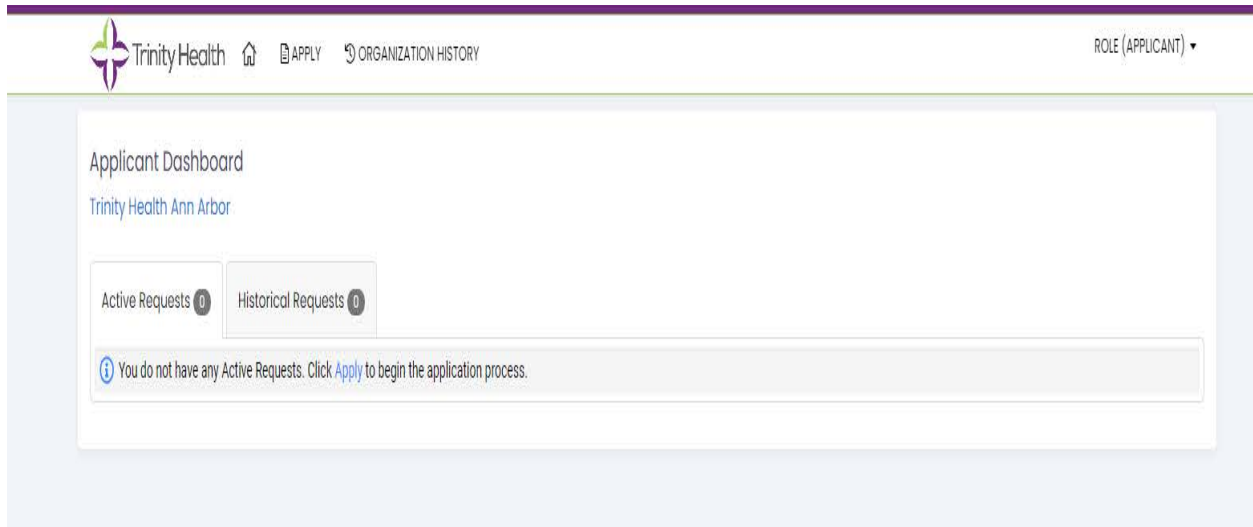 Trinity Health APPLY ORGANIZATION HISTORY ROLE (APPLICANT)
Applicant Dashboard
Trinity Health Ann Arbor
Active Requests 0 Historical Requests 0
You do not have any Active Requests. Click Apply to begin the application process.